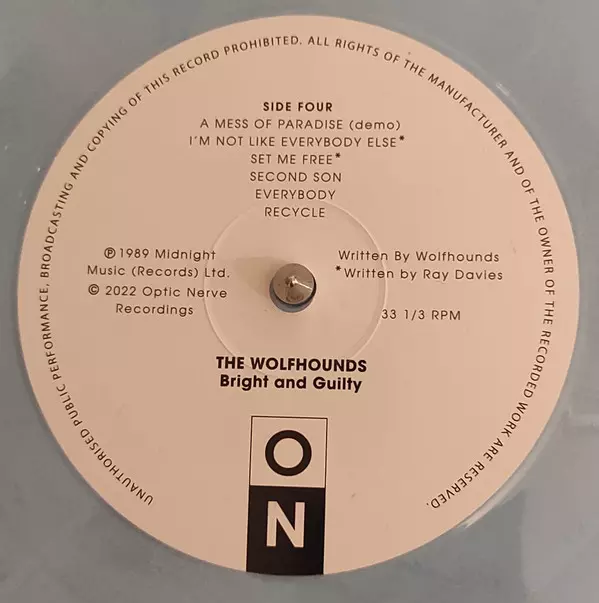 UNAUTHORISED PUBLIC PERFORMANCE, BROADCASTING AND COPYING OF THIS RECORD PROHIBITED. ALL RIGHTS OF THE MANUFACTURER AND OF THE OWNER OF THE RECORDED WORK ARE RESERVED.
SIDE FOUR
A MESS OF PARADISE (demo)
I'M NOT LIKE EVERYBODY ELSE*
SET ME FREE*
SECOND SON
EVERYBODY
RECYCLE
℗ 1989 Midnight
Music (Records) Ltd.
© 2022 Optic Nerve
Recordings
Written By Wolfhounds
*Written by Ray Davies
33 1/3 RPM
THE WOLFHOUNDS
Bright and Guilty
O
N